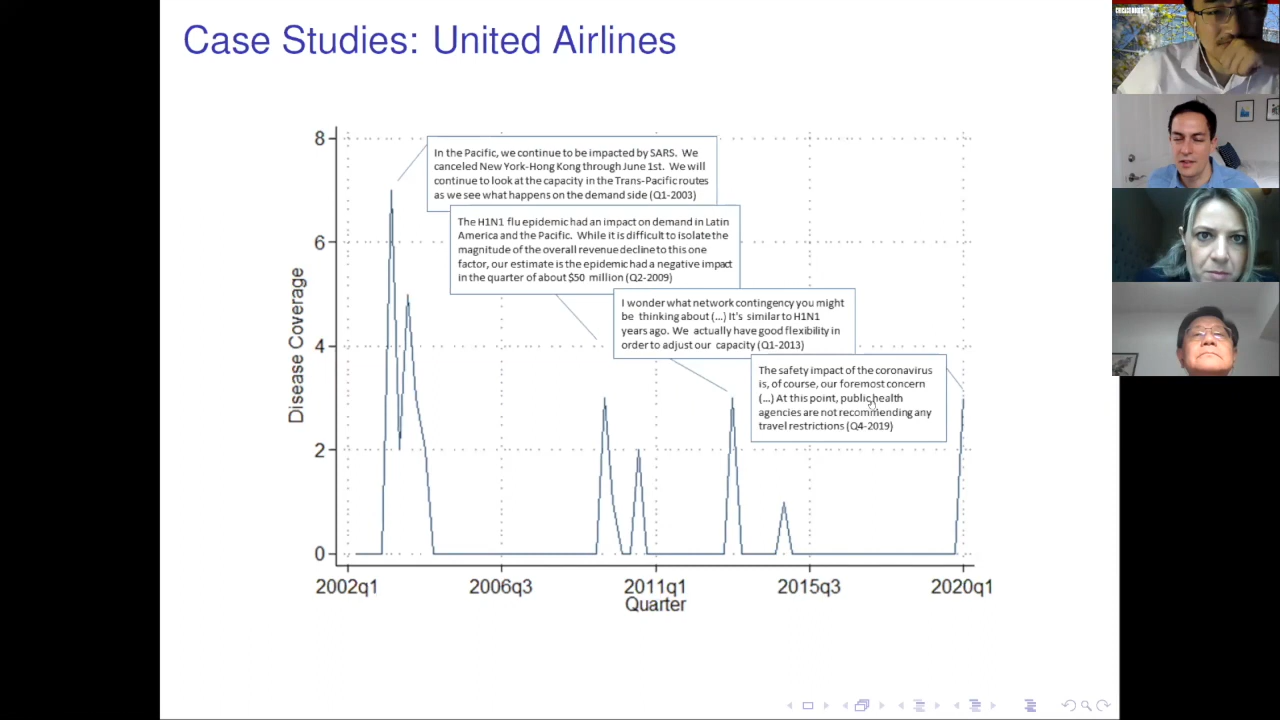 Case Studies: United Airlines
8
In the Pacific, we continue to be impacted by SARS. We
canceled New York-Hong Kong through June 1st. We will
continue to look at the capacity in the Trans-Pacific routes
as we see what happens on the demand side (Q1-2003)
The H1N1 flu epidemic had an impact on demand in Latin
America and the Pacific. While it is difficult to isolate the
magnitude of the overall revenue decline to this one
factor, our estimate is the epidemic had a negative impact
in the quarter of about $50 million (Q2-2009)
6
I wonder what network contingency you might
be thinking about (...) It's similar to H1N1
years ago. We actually have good flexibility in
order to adjust our capacity (Q1-2013)
4
The safety impact of the coronavirus
is, of course, our foremost concern
(...) At this point, public health
agencies are not recommending any
travel restrictions (Q4-2019)
2
0
Disease Coverage
2002q1 2006q3 2011q1 2015q3 2020q1
Quarter